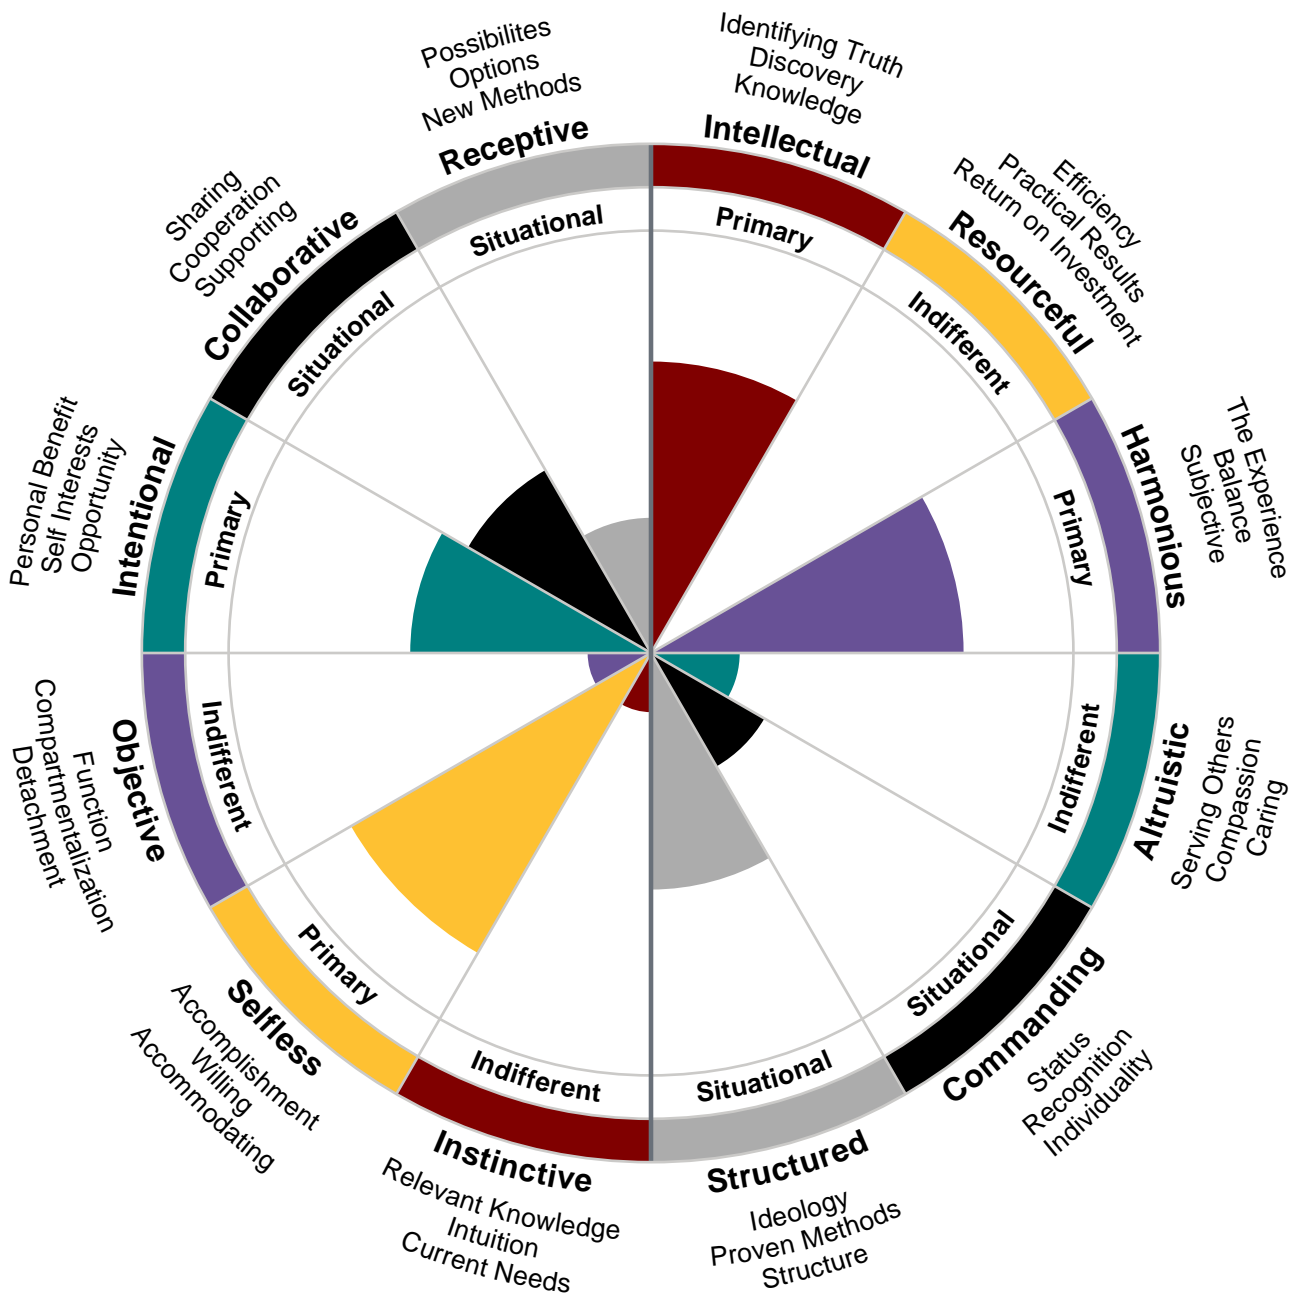 Identifying Truth
Discovery
Knowledge
Intellectual
Primary
Efficiency
Practical Results
Return on Investment
Resourceful
Indifferent
The Experience
Balance
Subjective
Harmonious
Primary
Serving Others
Compassion
Caring
Altruistic
Indifferent
Status
Recognition
Individuality
Commanding
Situational
Situational
Structured
Ideology
Proven Methods
Structure
Indifferent
Instinctive
Relevant Knowledge
Intuition
Current Needs
Primary
Selfless
Accomplishment
Willing
Accommodating
Indifferent
Objective
Function
Compartmentalization
Detachment
Personal Benefit
Self Interests
Opportunity
Intentional
Primary
Sharing
Cooperation
Supporting
Collaborative
Situational
Possibilites
Options
New Methods
Receptive
Situational